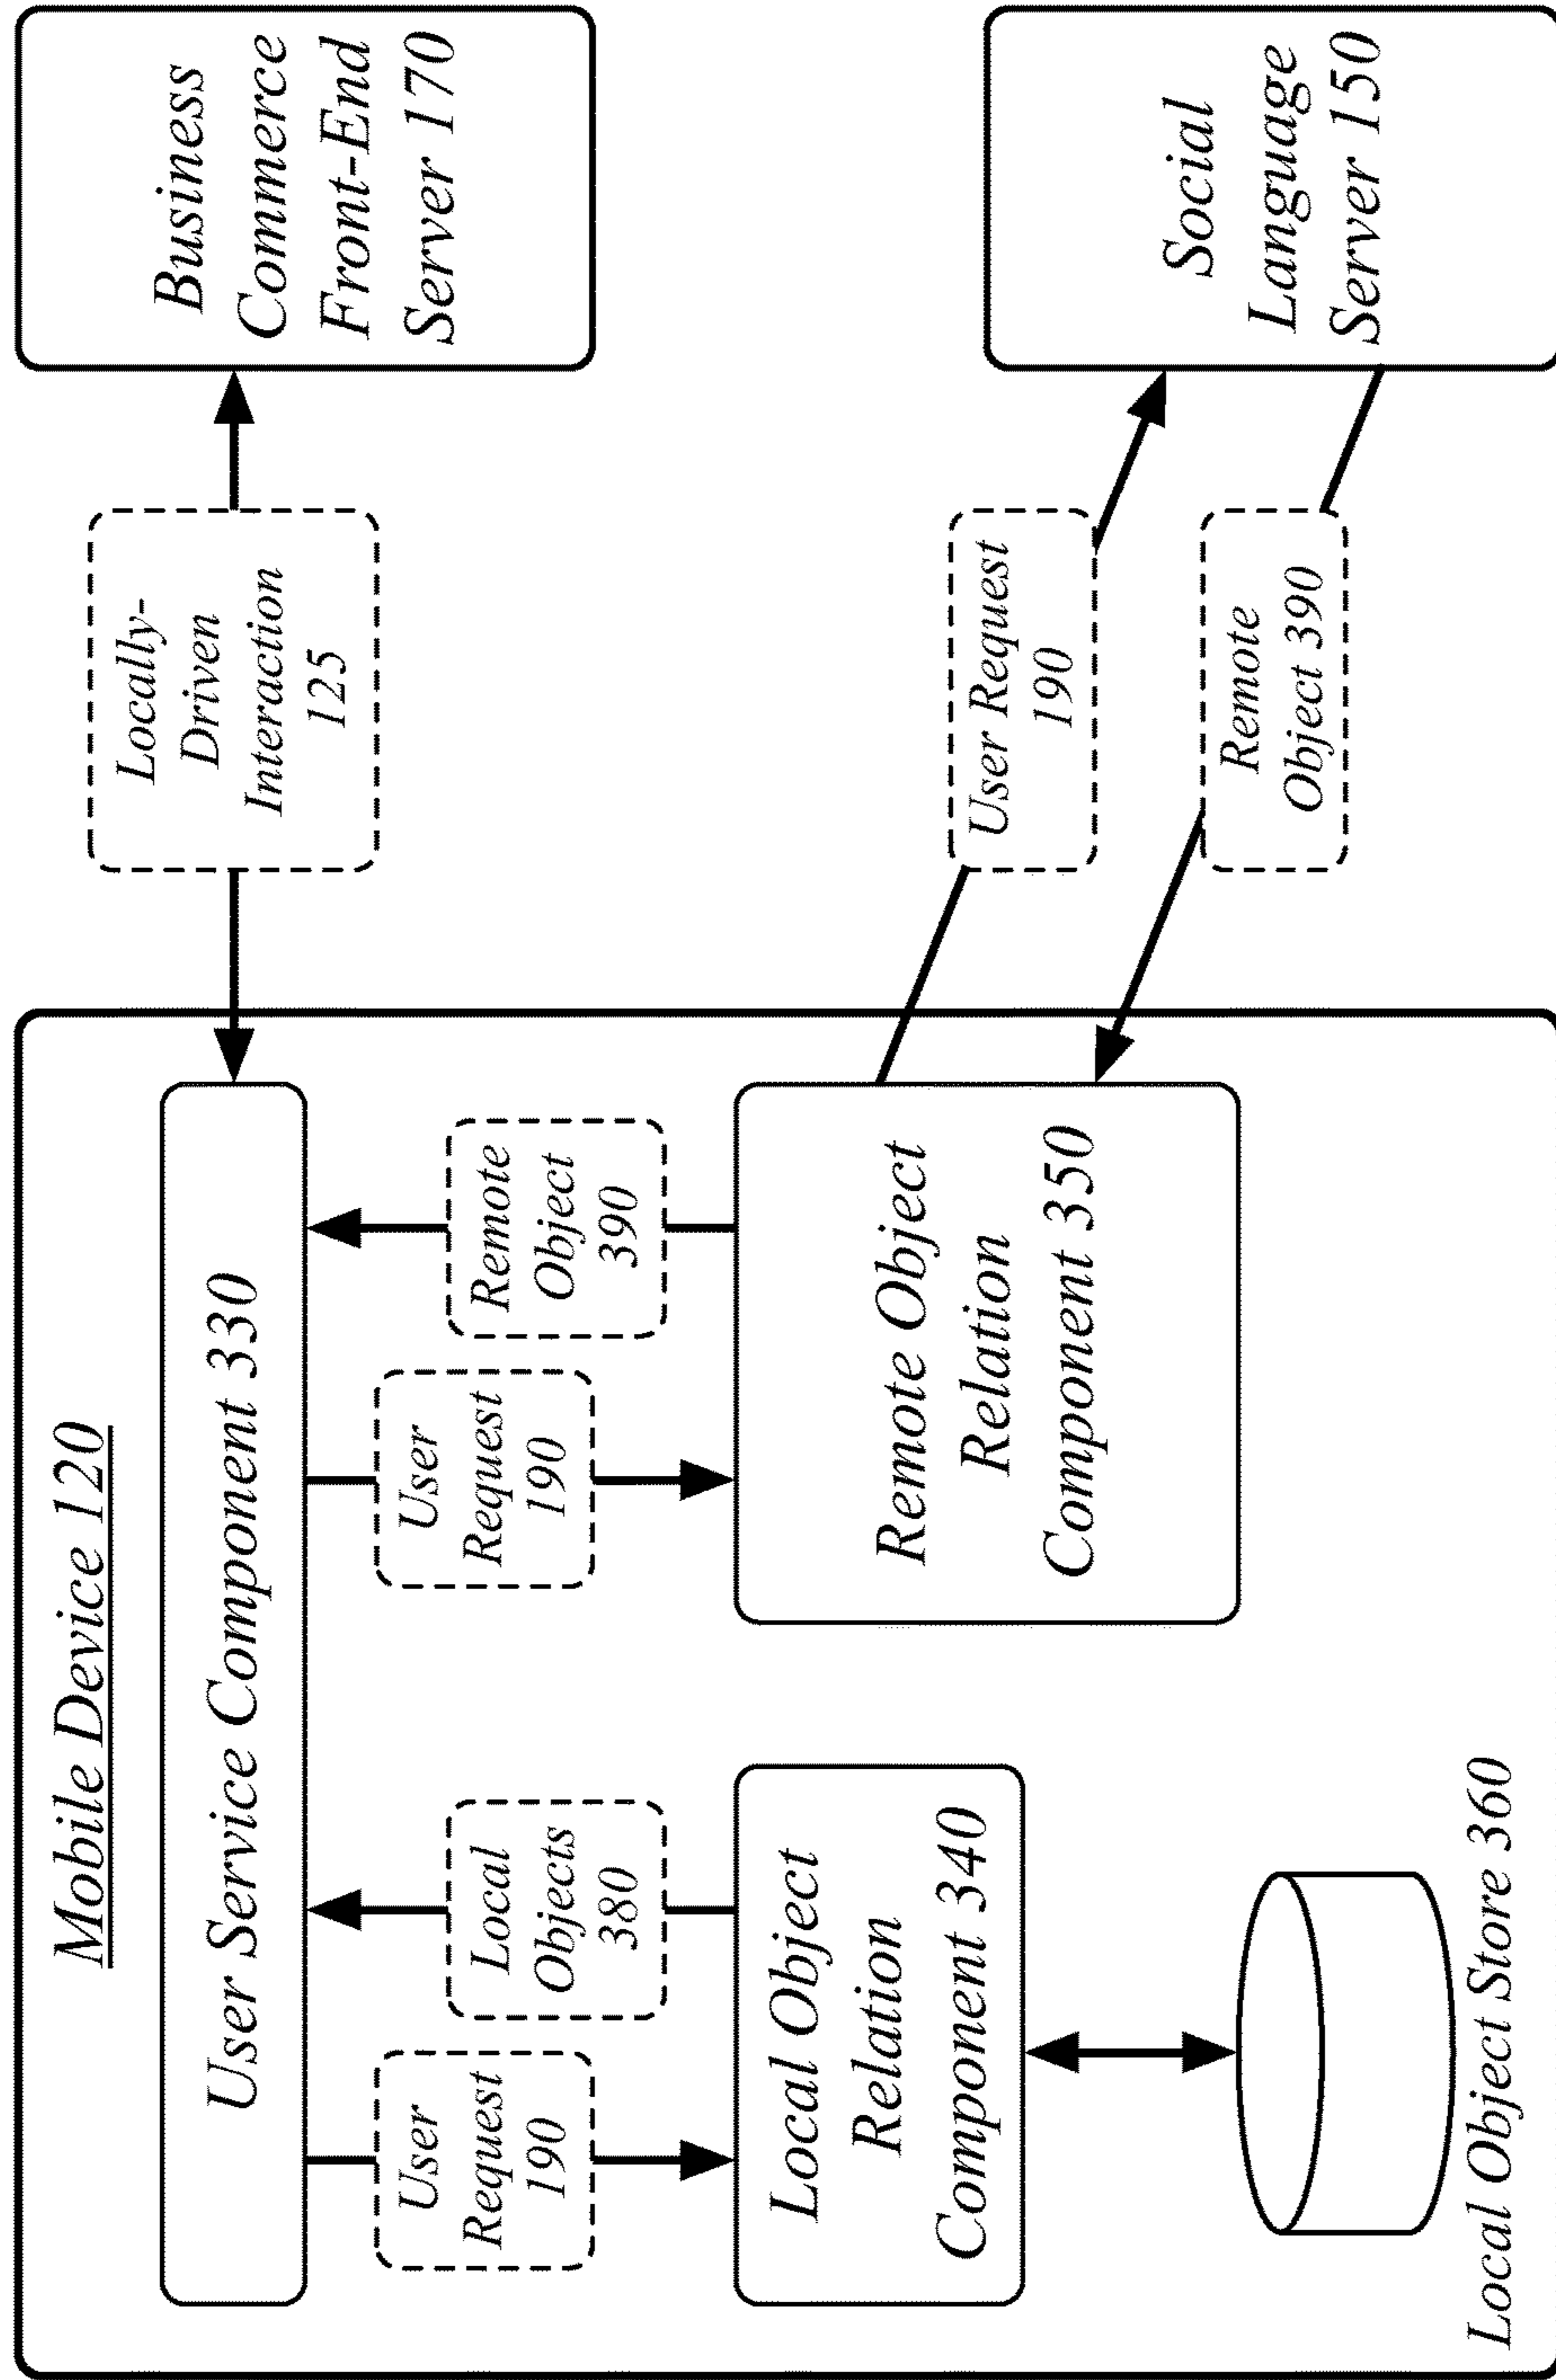 Mobile Device 120
User Service Component 330
User
Request
190
Local
Objects
380
User
Request
190
Remote
Object
390
Local Object
Relation
Component 340
Remote Object
Relation
Component 350
Local Object Store 360
Locally-
Driven
Interaction
125
Business
Commerce
Front-End
Server 170
User Request
190
Remote
Object 390
Social
Language
Server 150